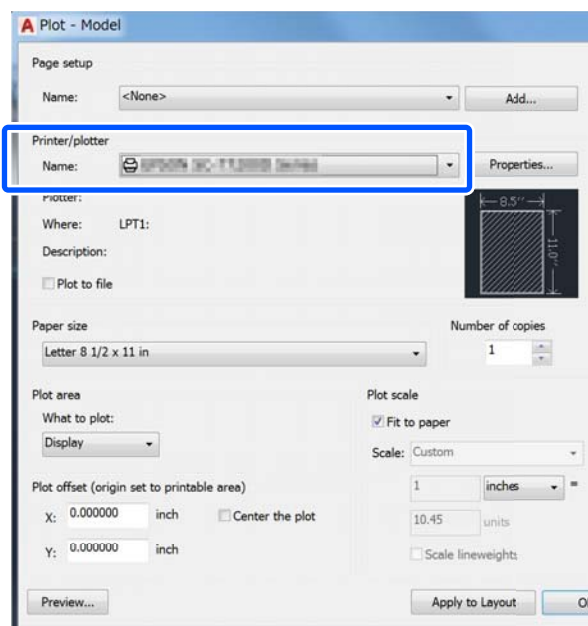 A Plot - Model
Page setup
Name: <None> Add...
Printer/plotter
Name: Properties...
Plotter:
Where: LPT1:
Description:
Plot to file
8.5''
11.0''
Paper size
Number of copies
Letter 8 1/2 x 11 in
1
Plot area
Plot scale
What to plot:
Fit to paper
Display
Scale: Custom
Plot offset (origin set to printable area)
1 inches =
X: 0.000000 inch Center the plot
10.45 units
Y: 0.000000 inch
Scale lineweights
Preview... Apply to Layout